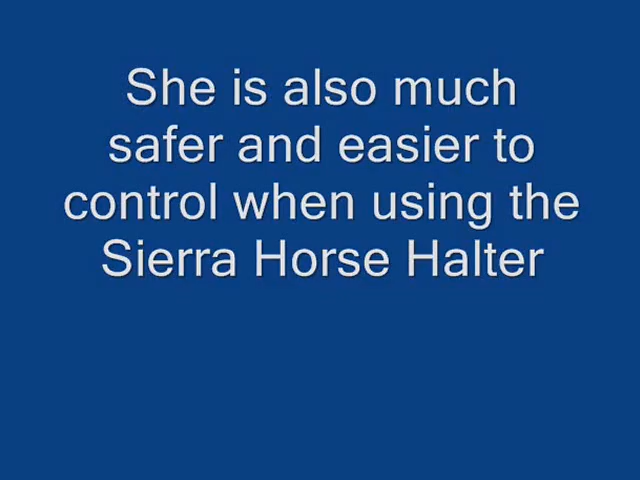 She is also much
safer and easier to
control when using the
Sierra Horse Halter